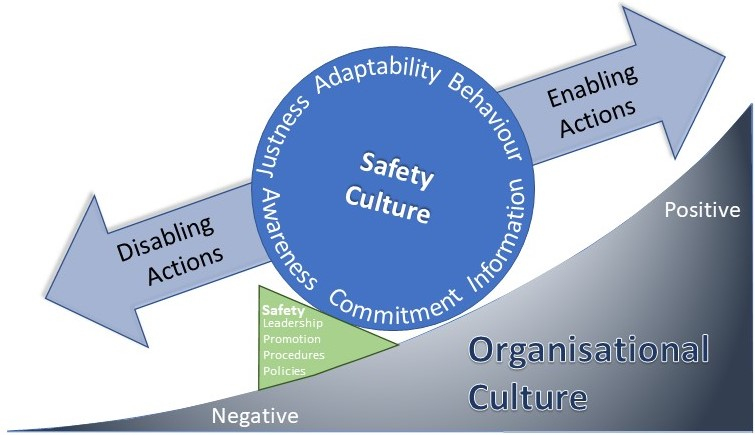 Enabling
Actions
Justness Adaptability Behaviour
Safety
Culture
Awareness Commitment Information
Positive
Disabling
Actions
Safety
Leadership
Promotion
Procedures
Policies
Organisational
Culture
Negative